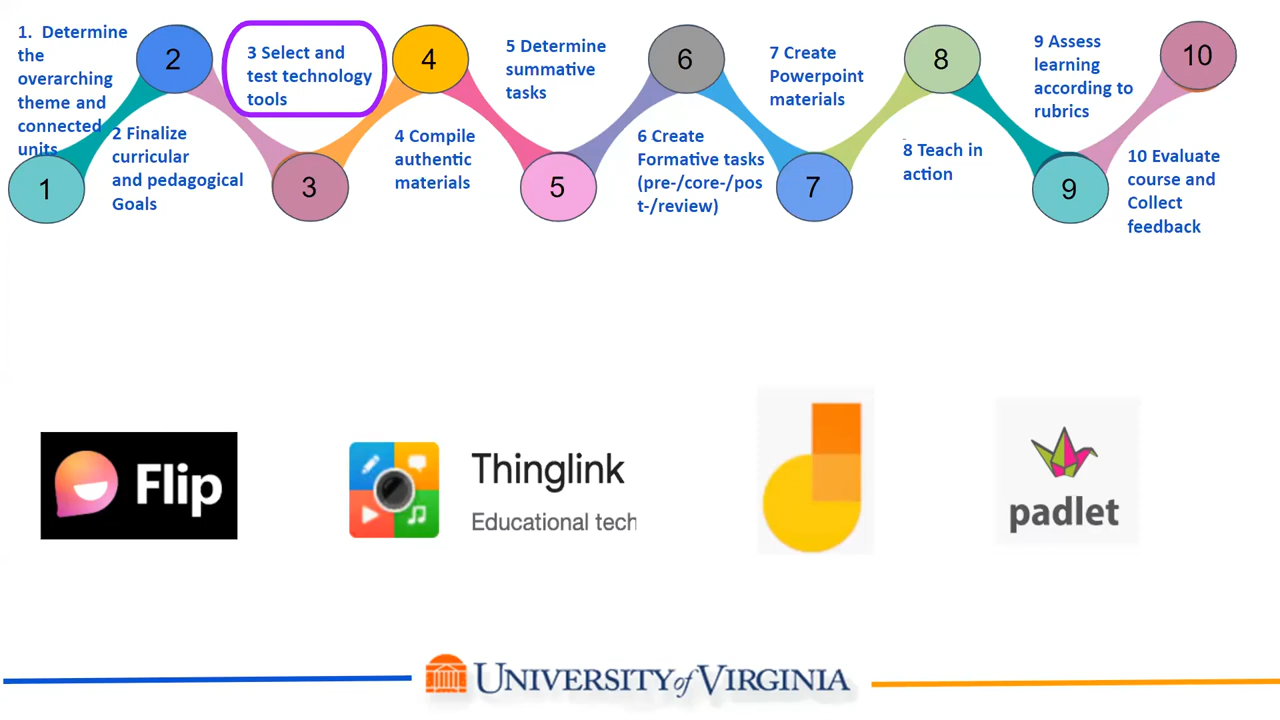 1. Determine
the
overarching
theme and
connected
units
1
2
2 Finalize
curricular
and pedagogical
Goals
3 Select and
test technology
tools
3
4
4 Compile
authentic
materials
5 Determine
summative
tasks
5
6
6 Create
Formative tasks
(pre-/core-/pos
t-/review)
7 Create
Powerpoint
materials
7
8
8 Teach in
action
9 Assess
learning
according to
rubrics
9
10
10 Evaluate
course and
Collect
feedback
Flip
Thinglink
Educational tech
padlet
UNIVERSITY of VIRGINIA